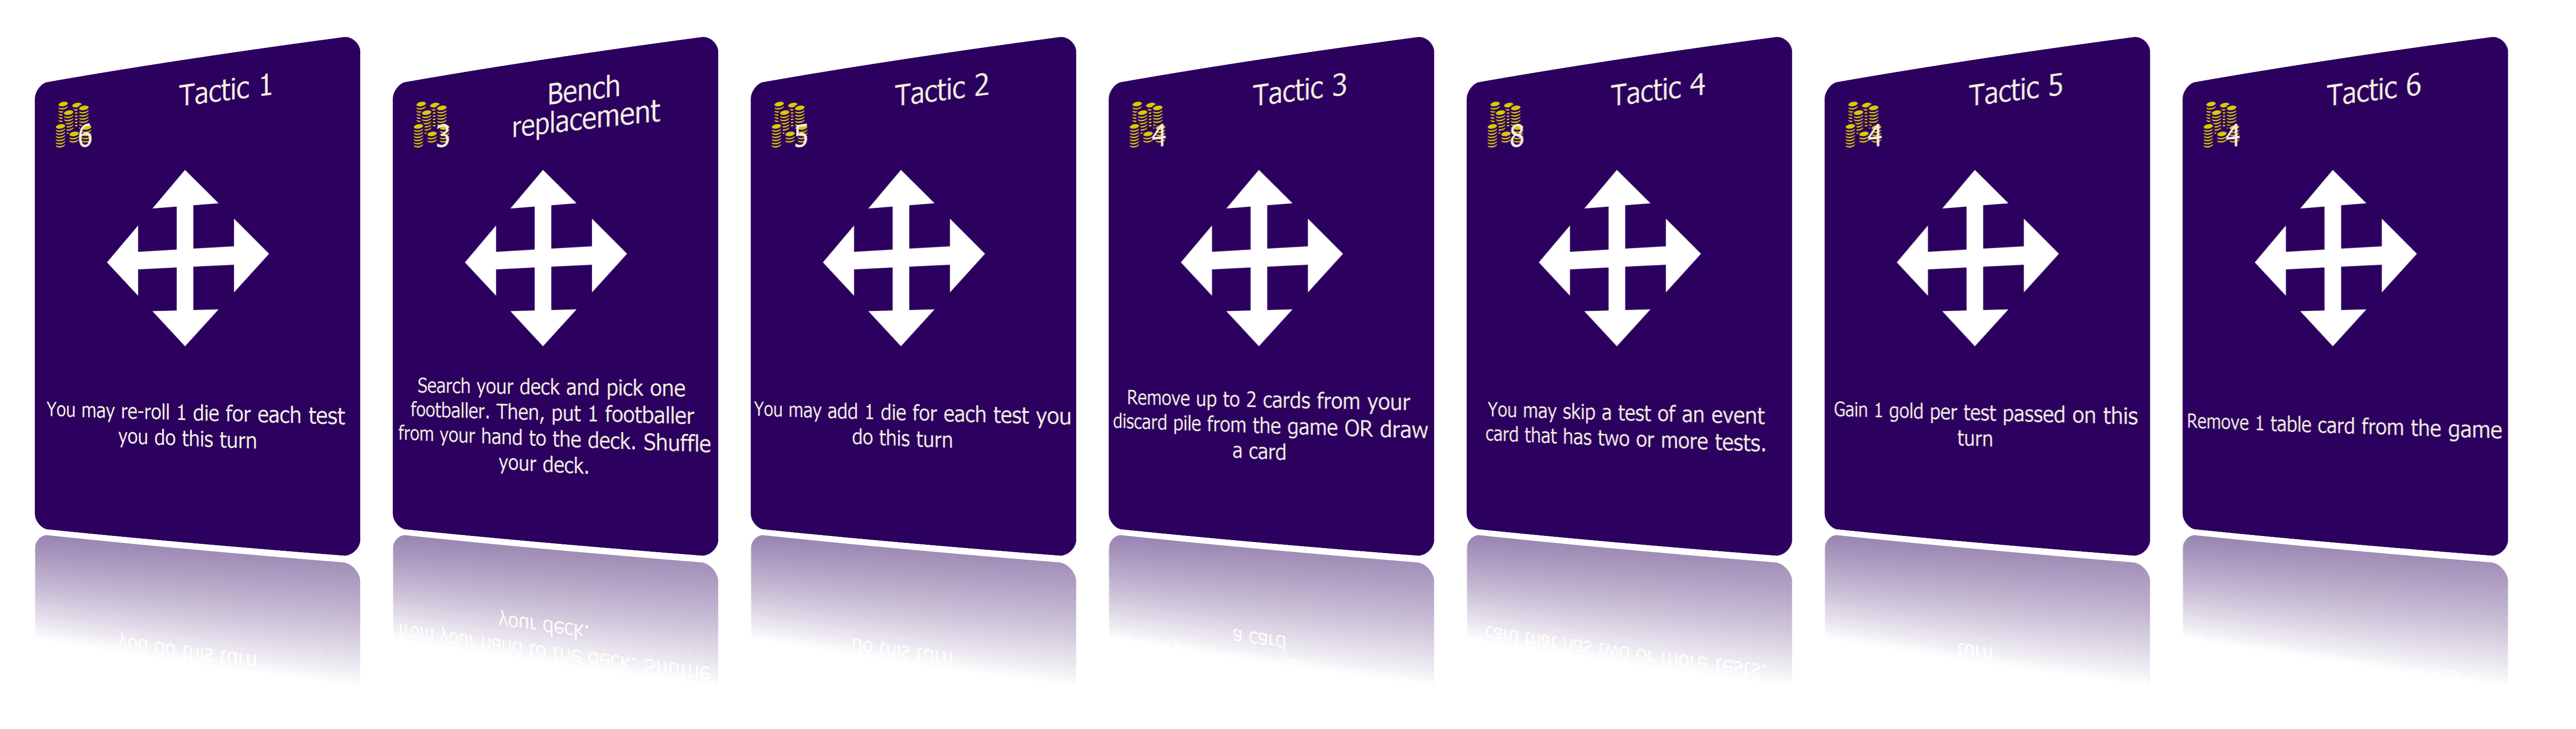 Tactic 1
6
You may re-roll 1 die for each test
you do this turn
Bench
replacement
3
Search your deck and pick one
footballer. Then, put 1 footballer
from your hand to the deck. Shuffle
your deck.
Tactic 2
5
You may add 1 die for each test you
do this turn
Tactic 3
4
Remove up to 2 cards from your
discard pile from the game OR draw
a card
Tactic 4
8
You may skip a test of an event
card that has two or more tests.
Tactic 5
4
Gain 1 gold per test passed on this
turn
Tactic 6
4
Remove 1 table card from the game